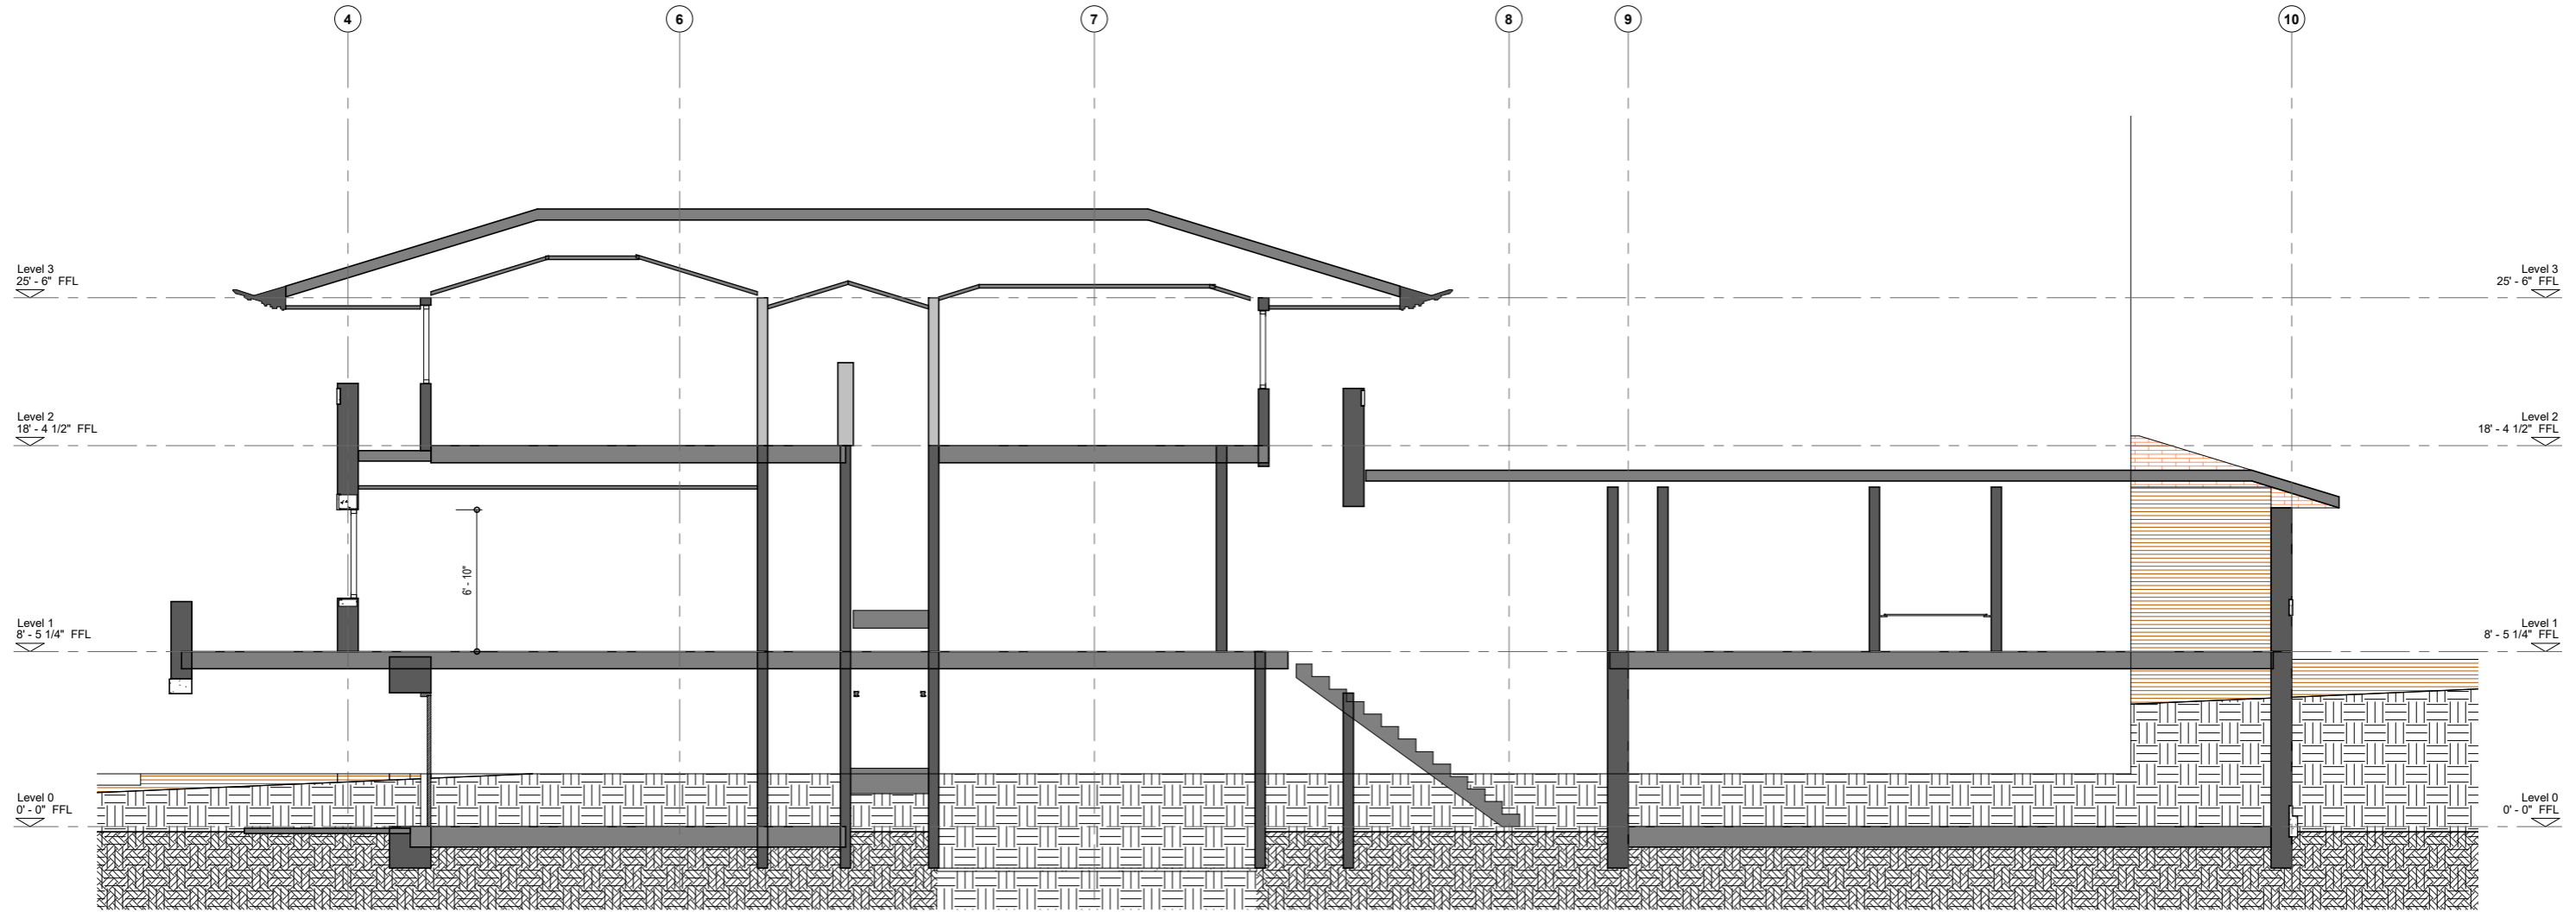 4
6
7
8
9
10
Level 3
25' - 6" FFL
Level 3
25' - 6" FFL
Level 2
18' - 4 1/2" FFL
Level 2
18' - 4 1/2" FFL
6' - 10"
Level 1
8' - 5 1/4" FFL
Level 1
8' - 5 1/4" FFL
Level 0
0' - 0" FFL
Level 0
0' - 0" FFL